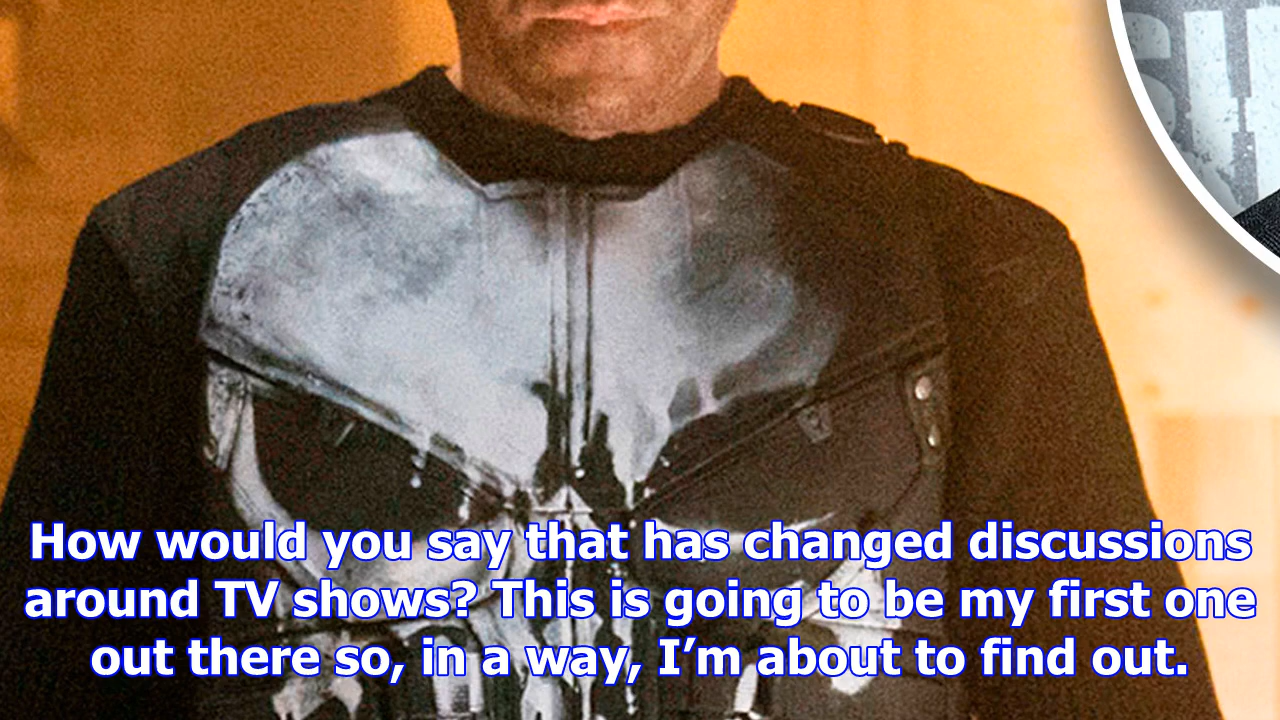 How would you say that has changed discussions
around TV shows? This is going to be my first one
out there so, in a way, I’m about to find out.